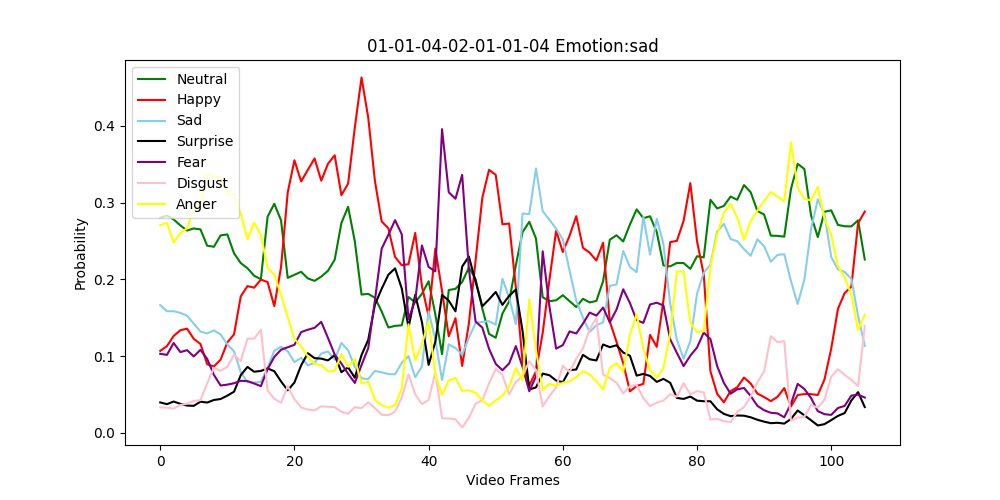 01-01-04-02-01-01-04 Emotion:sad
Neutral
Happy
Sad
Surprise
Fear
Disgust
Anger
Probability
0.4
0.3
0.2
0.1
0.0
0 20 40 60 80 100
Video Frames